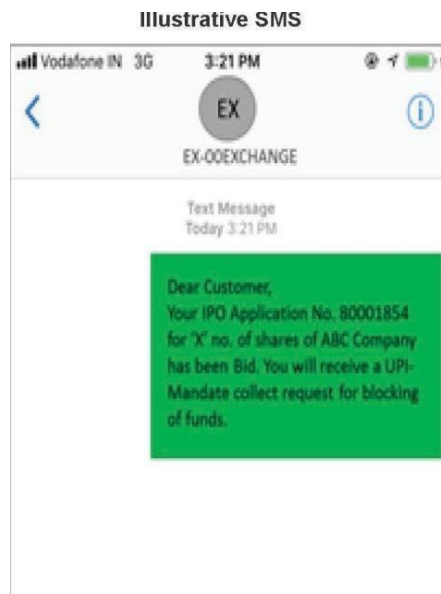 Illustrative SMS
Vodafone IN 3G 3:21 PM
EX
EX-OOEXCHANGE
Text Message
Today 3:21 PM
Dear Customer,
Your IPO Application No. 80001854
for 'X' no. of shares of ABC Company
has been Bid. You will receive a UPI-
Mandate collect request for blocking
of funds.